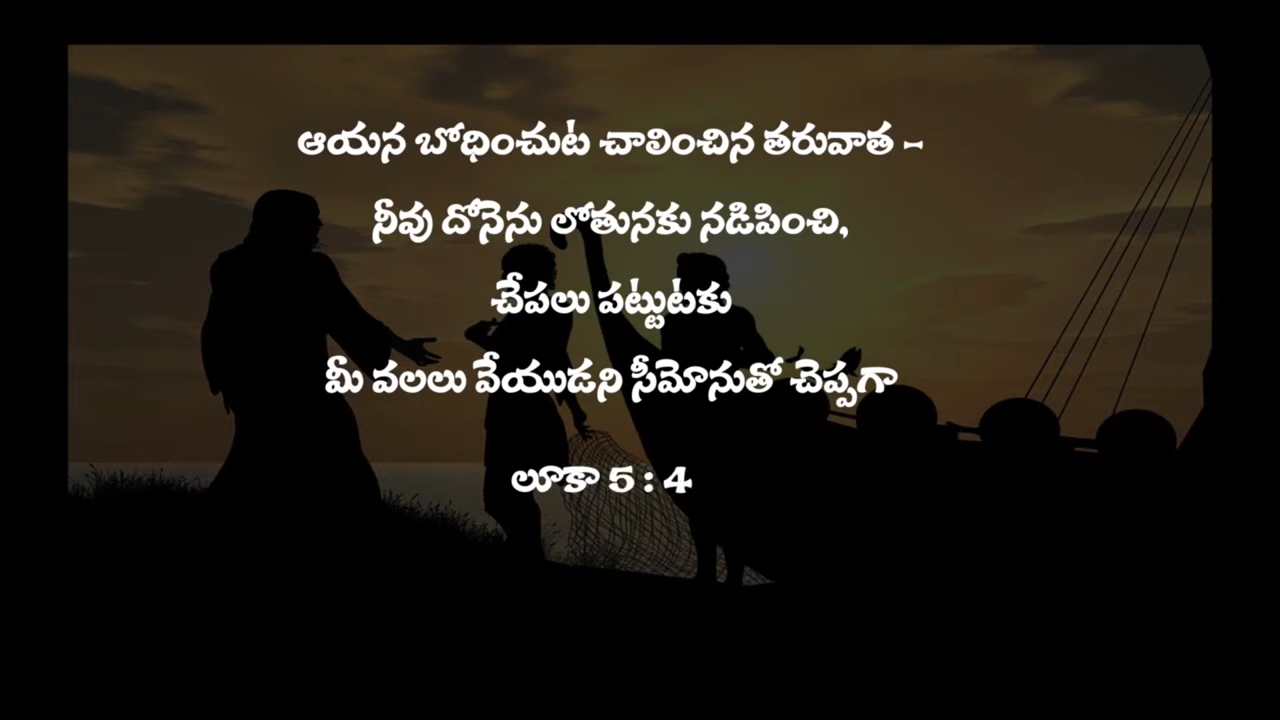 ఆయన బోధించుట చాలించిన తరువాత -
నీవు దోనెను లోతునకు నడిపించి,
చేపలు పట్టుటకు
మీ వలలు వేయుడని సీమోనుతో చెప్పగా
లూకా 5 : 4